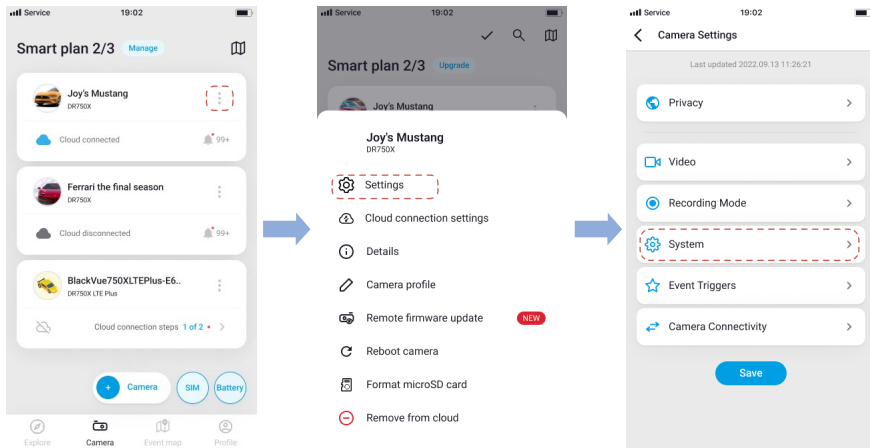 Service
19:02
Smart plan 2/3
Manage
Joy's Mustang
DR750X
Cloud connected
99+
Ferrari the final season
DR750X
Cloud disconnected
99+
BlackVue750XLTEPlus-E6..
DR750X LTE Plus
Cloud connection steps 1 of 2 • >
+ Camera
SIM
Battery
Explore
Camera
Event map
Profile
Service
19:02
Smart plan 2/3
Upgrade
Joy's Mustang
Joy's Mustang
DR750X
Settings
Cloud connection settings
Details
Camera profile
Remote firmware update
NEW
Reboot camera
Format microSD card
Remove from cloud
Service
19:02
Camera Settings
Last updated 2022.09.13 11:26:21
Privacy
Video
Recording Mode
System
Event Triggers
Camera Connectivity
Save